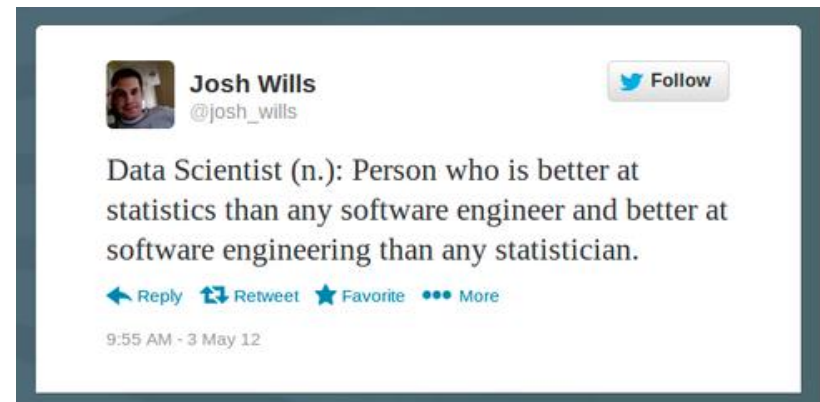 Josh Wills
@josh_wills
Follow
Data Scientist (n.): Person who is better at
statistics than any software engineer and better at
software engineering than any statistician.
Reply Retweet Favorite More
9:55 AM - 3 May 12